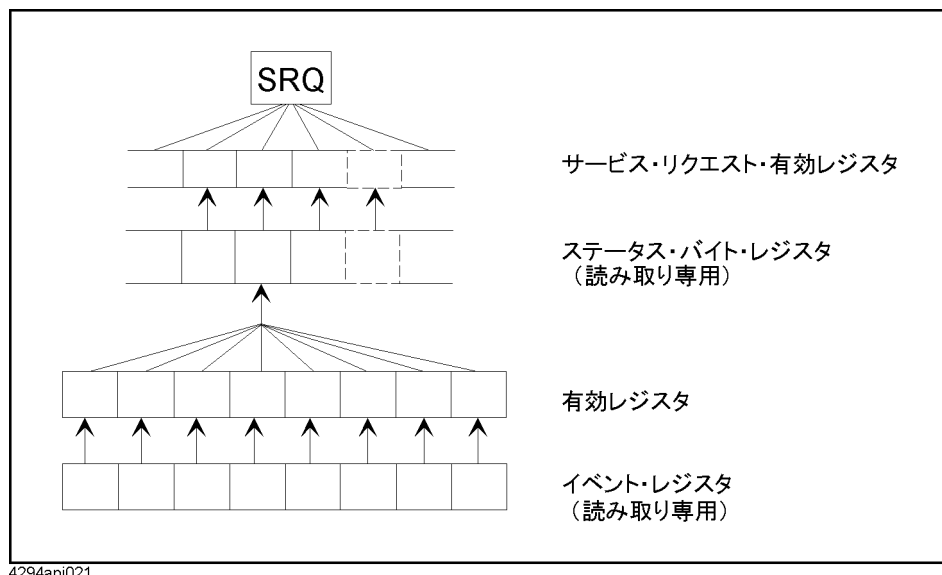 SRQ
サービス・リクエスト・有効レジスタ
ステータス・バイト・レジスタ
（読み取り専用）
有効レジスタ
イベント・レジスタ
（読み取り専用）
4294apj021